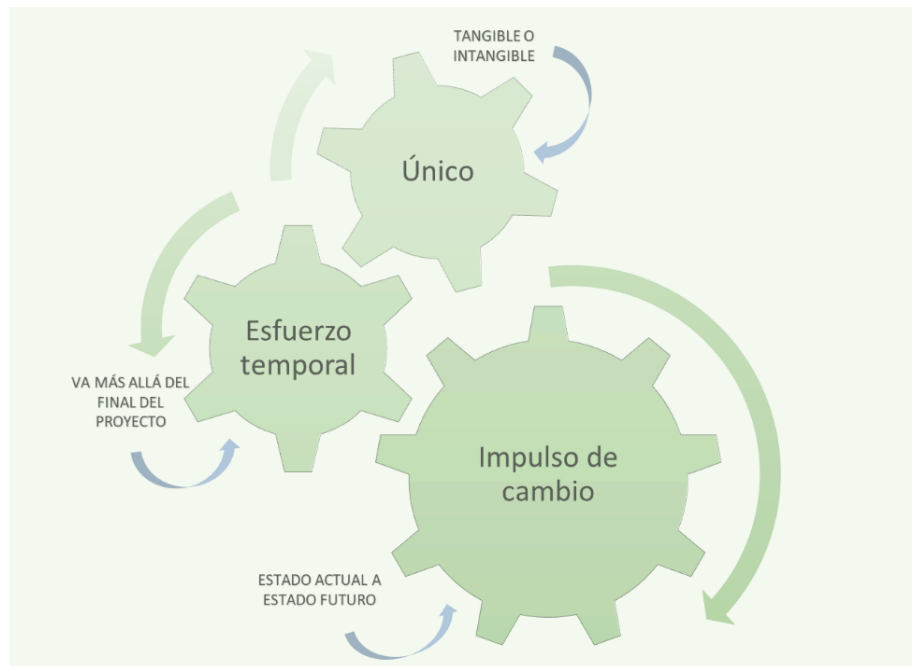 TANGIBLE O
INTANGIBLE
Único
Esfuerzo
temporal
VA MÁS ALLÁ DEL
FINAL DEL
PROYECTO
Impulso de
cambio
ESTADO ACTUAL A
ESTADO FUTURO